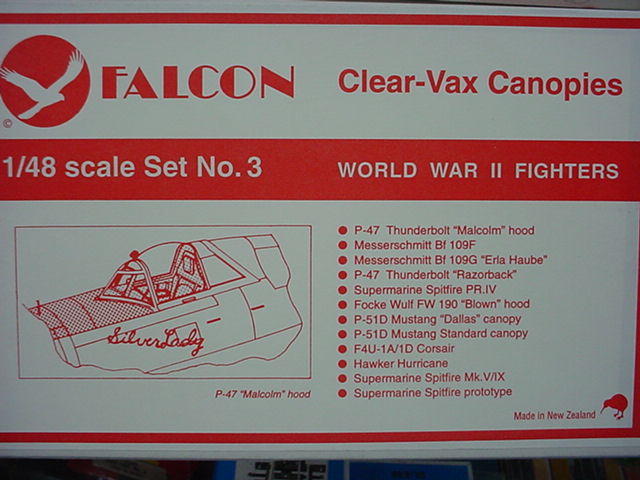 ©
FALCON
Clear-Vax Canopies
1/48 scale Set No. 3
WORLD WAR II FIGHTERS
P-47 Thunderbolt "Malcolm" hood
Messerschmitt Bf 109F
Messerschmitt Bf 109G "Erla Haube"
P-47 Thunderbolt "Razorback"
Supermarine Spitfire PR.IV
Focke Wulf FW 190 "Blown" hood
P-51D Mustang "Dallas" canopy
P-51D Mustang Standard canopy
F4U-1A/1D Corsair
Hawker Hurricane
Supermarine Spitfire Mk.V/IX
Supermarine Spitfire prototype
Silver Lady
P-47 "Malcolm" hood
Made in New Zealand